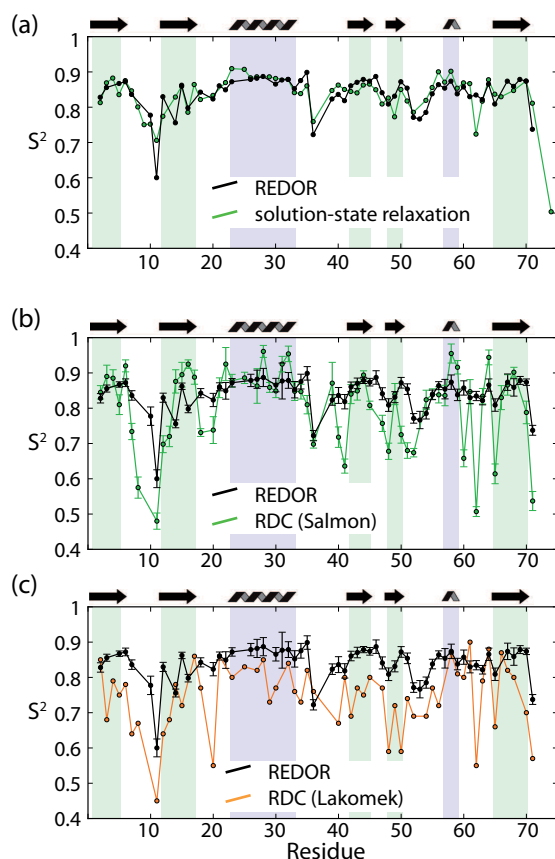 (a)
1
0.9
0.8
0.7
0.6
0.5
0.4
S²
REDOR
solution-state relaxation
10 20 30 40 50 60 70
(b)
1
0.9
0.8
0.7
0.6
0.5
0.4
S²
REDOR
RDC (Salmon)
10 20 30 40 50 60 70
(c)
1
0.9
0.8
0.7
0.6
0.5
0.4
S²
REDOR
RDC (Lakomek)
10 20 30 40 50 60 70
Residue